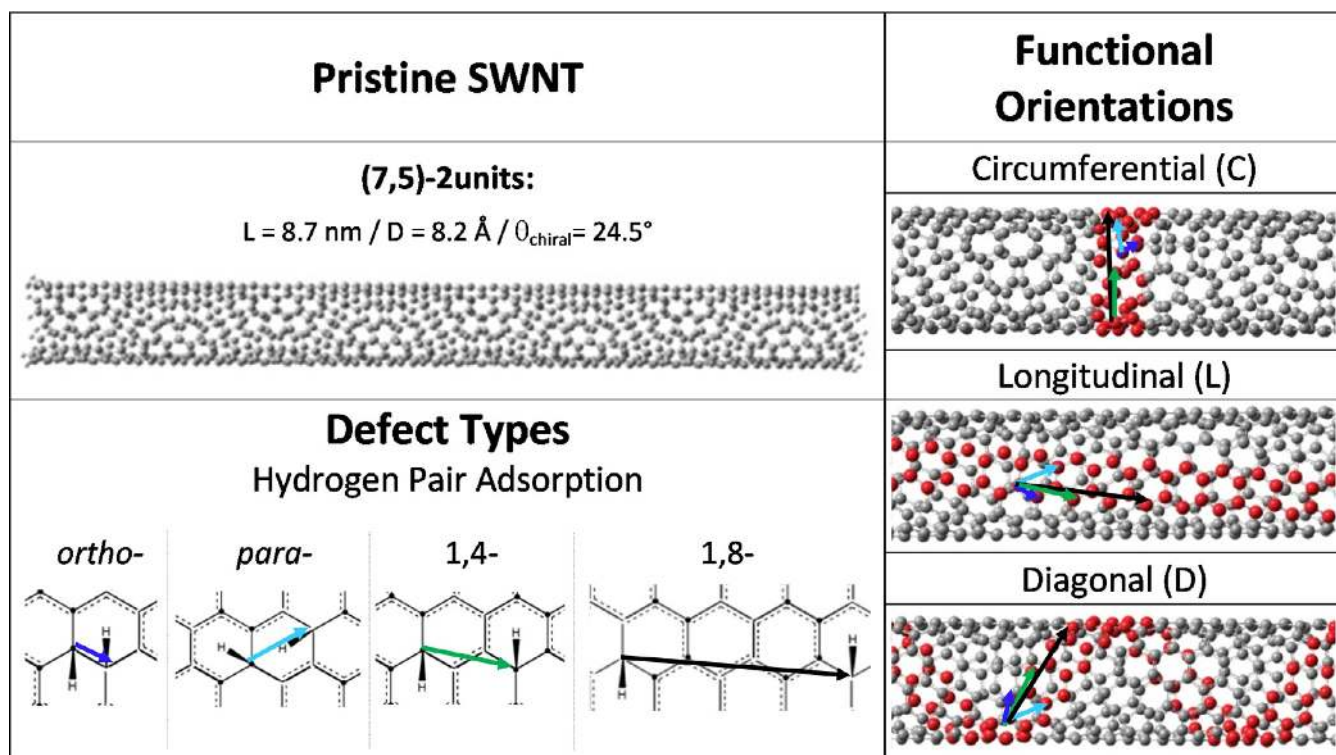 Pristine SWNT
(7,5)-2units:
L = 8.7 nm / D = 8.2 Å / θchiral= 24.5°
Defect Types
Hydrogen Pair Adsorption
ortho-
para-
1,4-
1,8-
H
H
H
H
H
H
H
H
Functional
Orientations
Circumferential (C)
Longitudinal (L)
Diagonal (D)